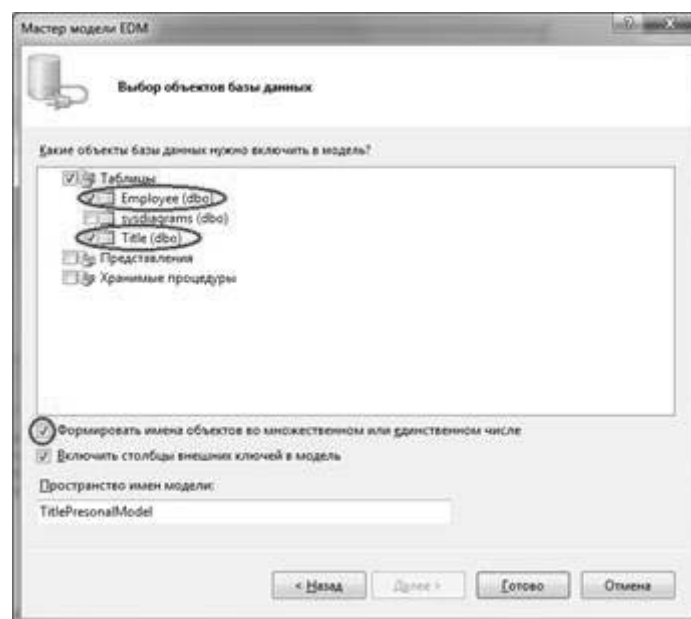 Мастер модели EDM
Выбор объектов базы данных
Какие объекты базы данных нужно включить в модель?
Таблицы
Employee (dbo)
sysdiagrams (dbo)
Title (dbo)
Представления
Хранимые процедуры
Формировать имена объектов во множественном или единственном числе
Включить столбцы внешних ключей в модель
Пространство имен модели:
TitlePresonalModel
< Назад Далее > Готово Отмена